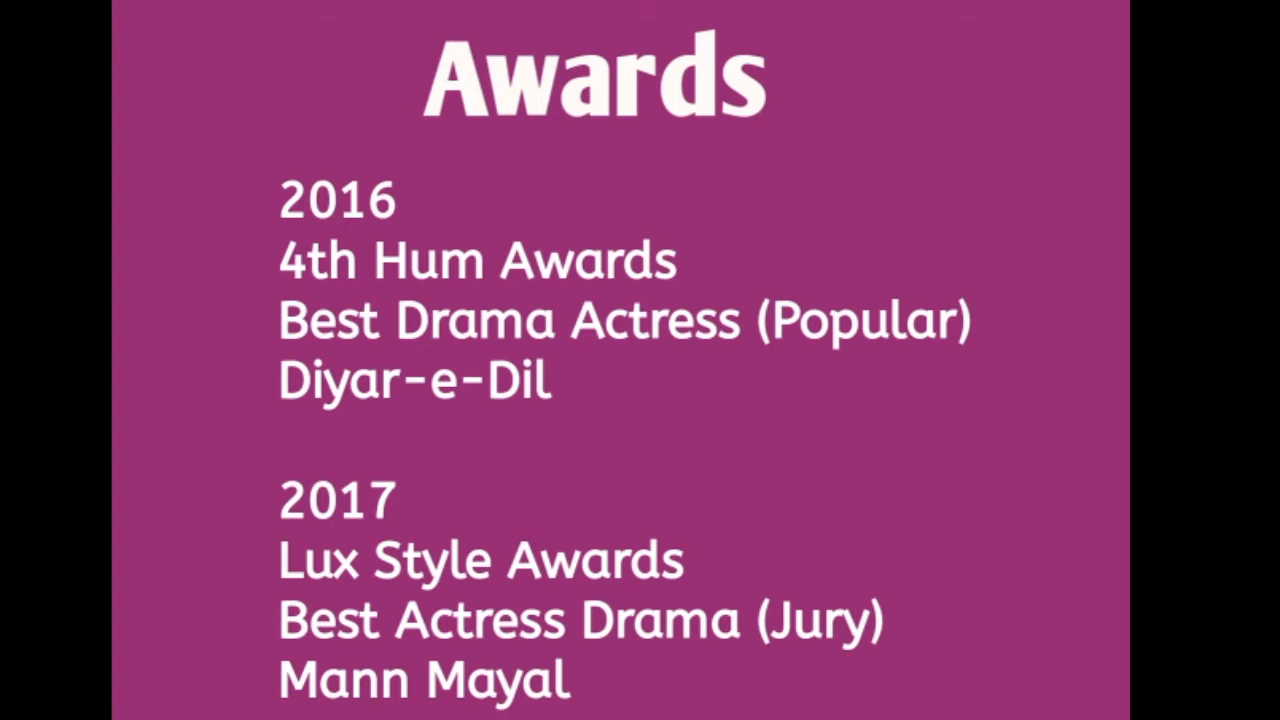 Awards
2016
4th Hum Awards
Best Drama Actress (Popular)
Diyar-e-Dil
2017
Lux Style Awards
Best Actress Drama (Jury)
Mann Mayal